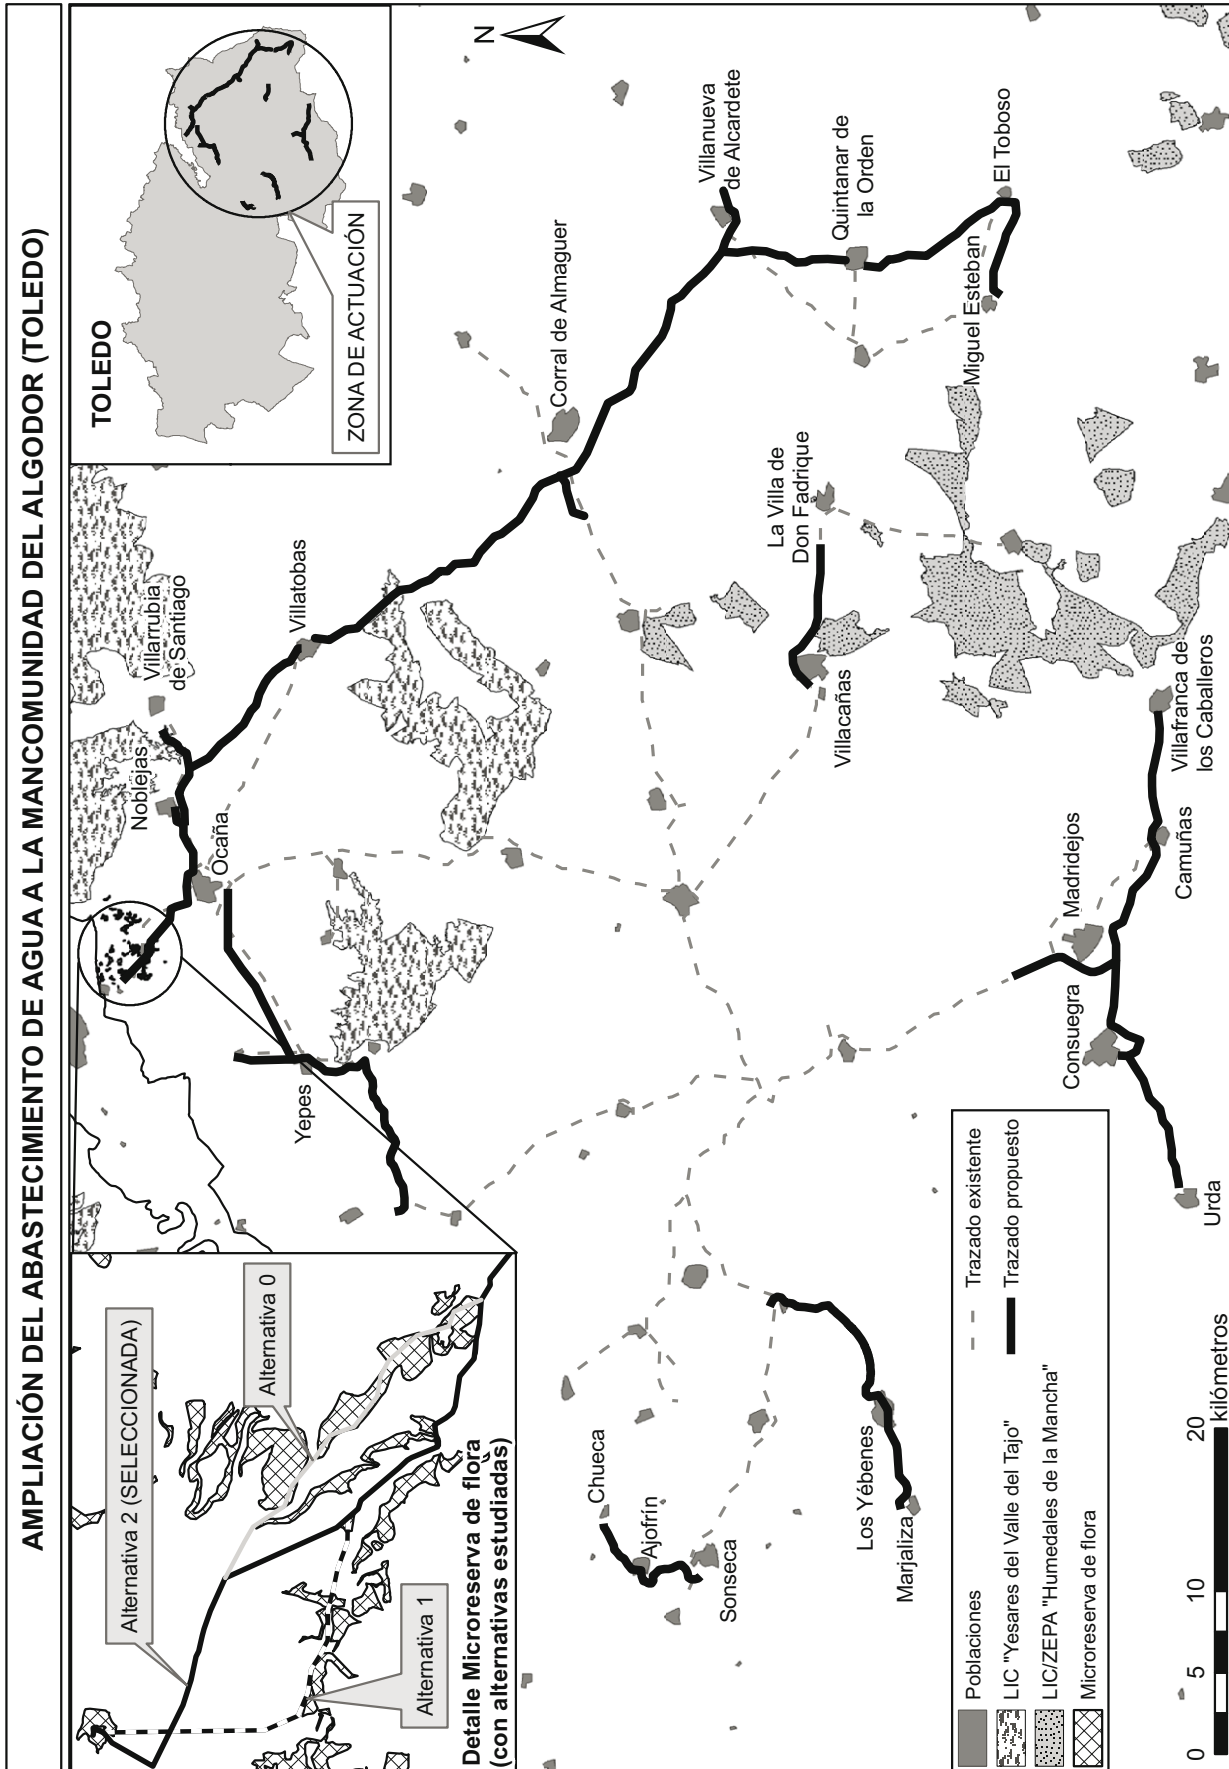 AMPLIACIÓN DEL ABASTECIMIENTO DE AGUA A LA MANCOMUNIDAD DEL ALGODOR (TOLEDO)
Alternativa 2 (SELECCIONADA)
Alternativa 0
Alternativa 1
Detalle Microreserva de flora
(con alternativas estudiadas)
TOLEDO
ZONA DE ACTUACIÓN
N
Noblejas
Villarrubia
de Santiago
Ocaña
Villatobas
Yepes
Corral de Almaguer
Villanueva
de Alcardete
Quintanar de
la Orden
El Toboso
Miguel Esteban
La Villa de
Don Fadrique
Villacañas
Villafranca de
los Caballeros
Camuñas
Madridejos
Consuegra
Urda
Chueca
Ajofrín
Sonseca
Los Yébenes
Marjaliza
Poblaciones
LIC "Yesares del Valle del Tajo"
LIC/ZEPA "Humedales de la Mancha"
Microreserva de flora
Trazado existente
Trazado propuesto
0 5 10 20
kilómetros